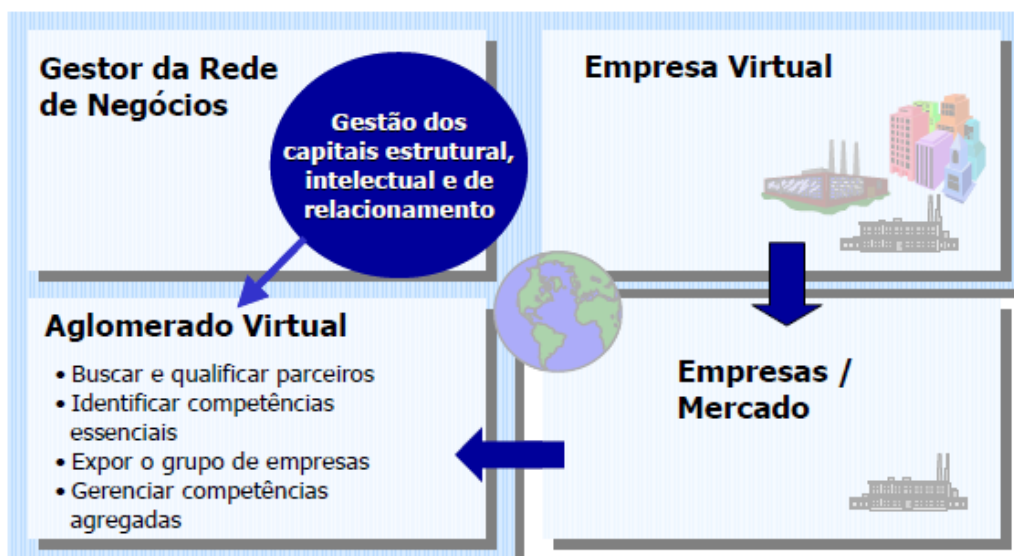 Gestor da Rede
de Negócios
Gestão dos
capitais estrutural,
intelectual e de
relacionamento
Empresa Virtual
Aglomerado Virtual
• Buscar e qualificar parceiros
• Identificar competências
essenciais
• Expor o grupo de empresas
• Gerenciar competências
agregadas
Empresas /
Mercado